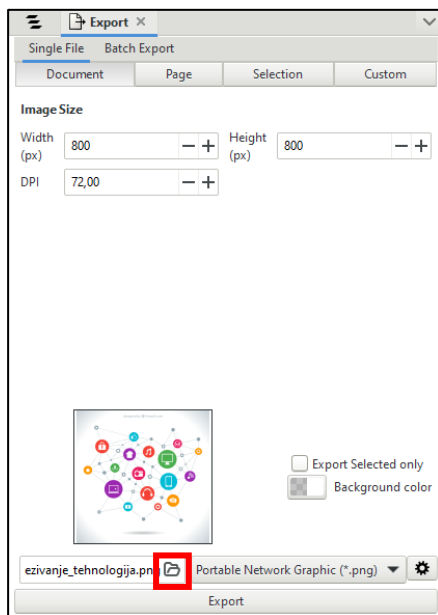 Export
Single File Batch Export
Document Page Selection Custom
Image Size
Width (px) 800 Height (px) 800
DPI 72,00
Export Selected only
Background color
ezivanje_tehnologija.png Portable Network Graphic (*.png)
Export